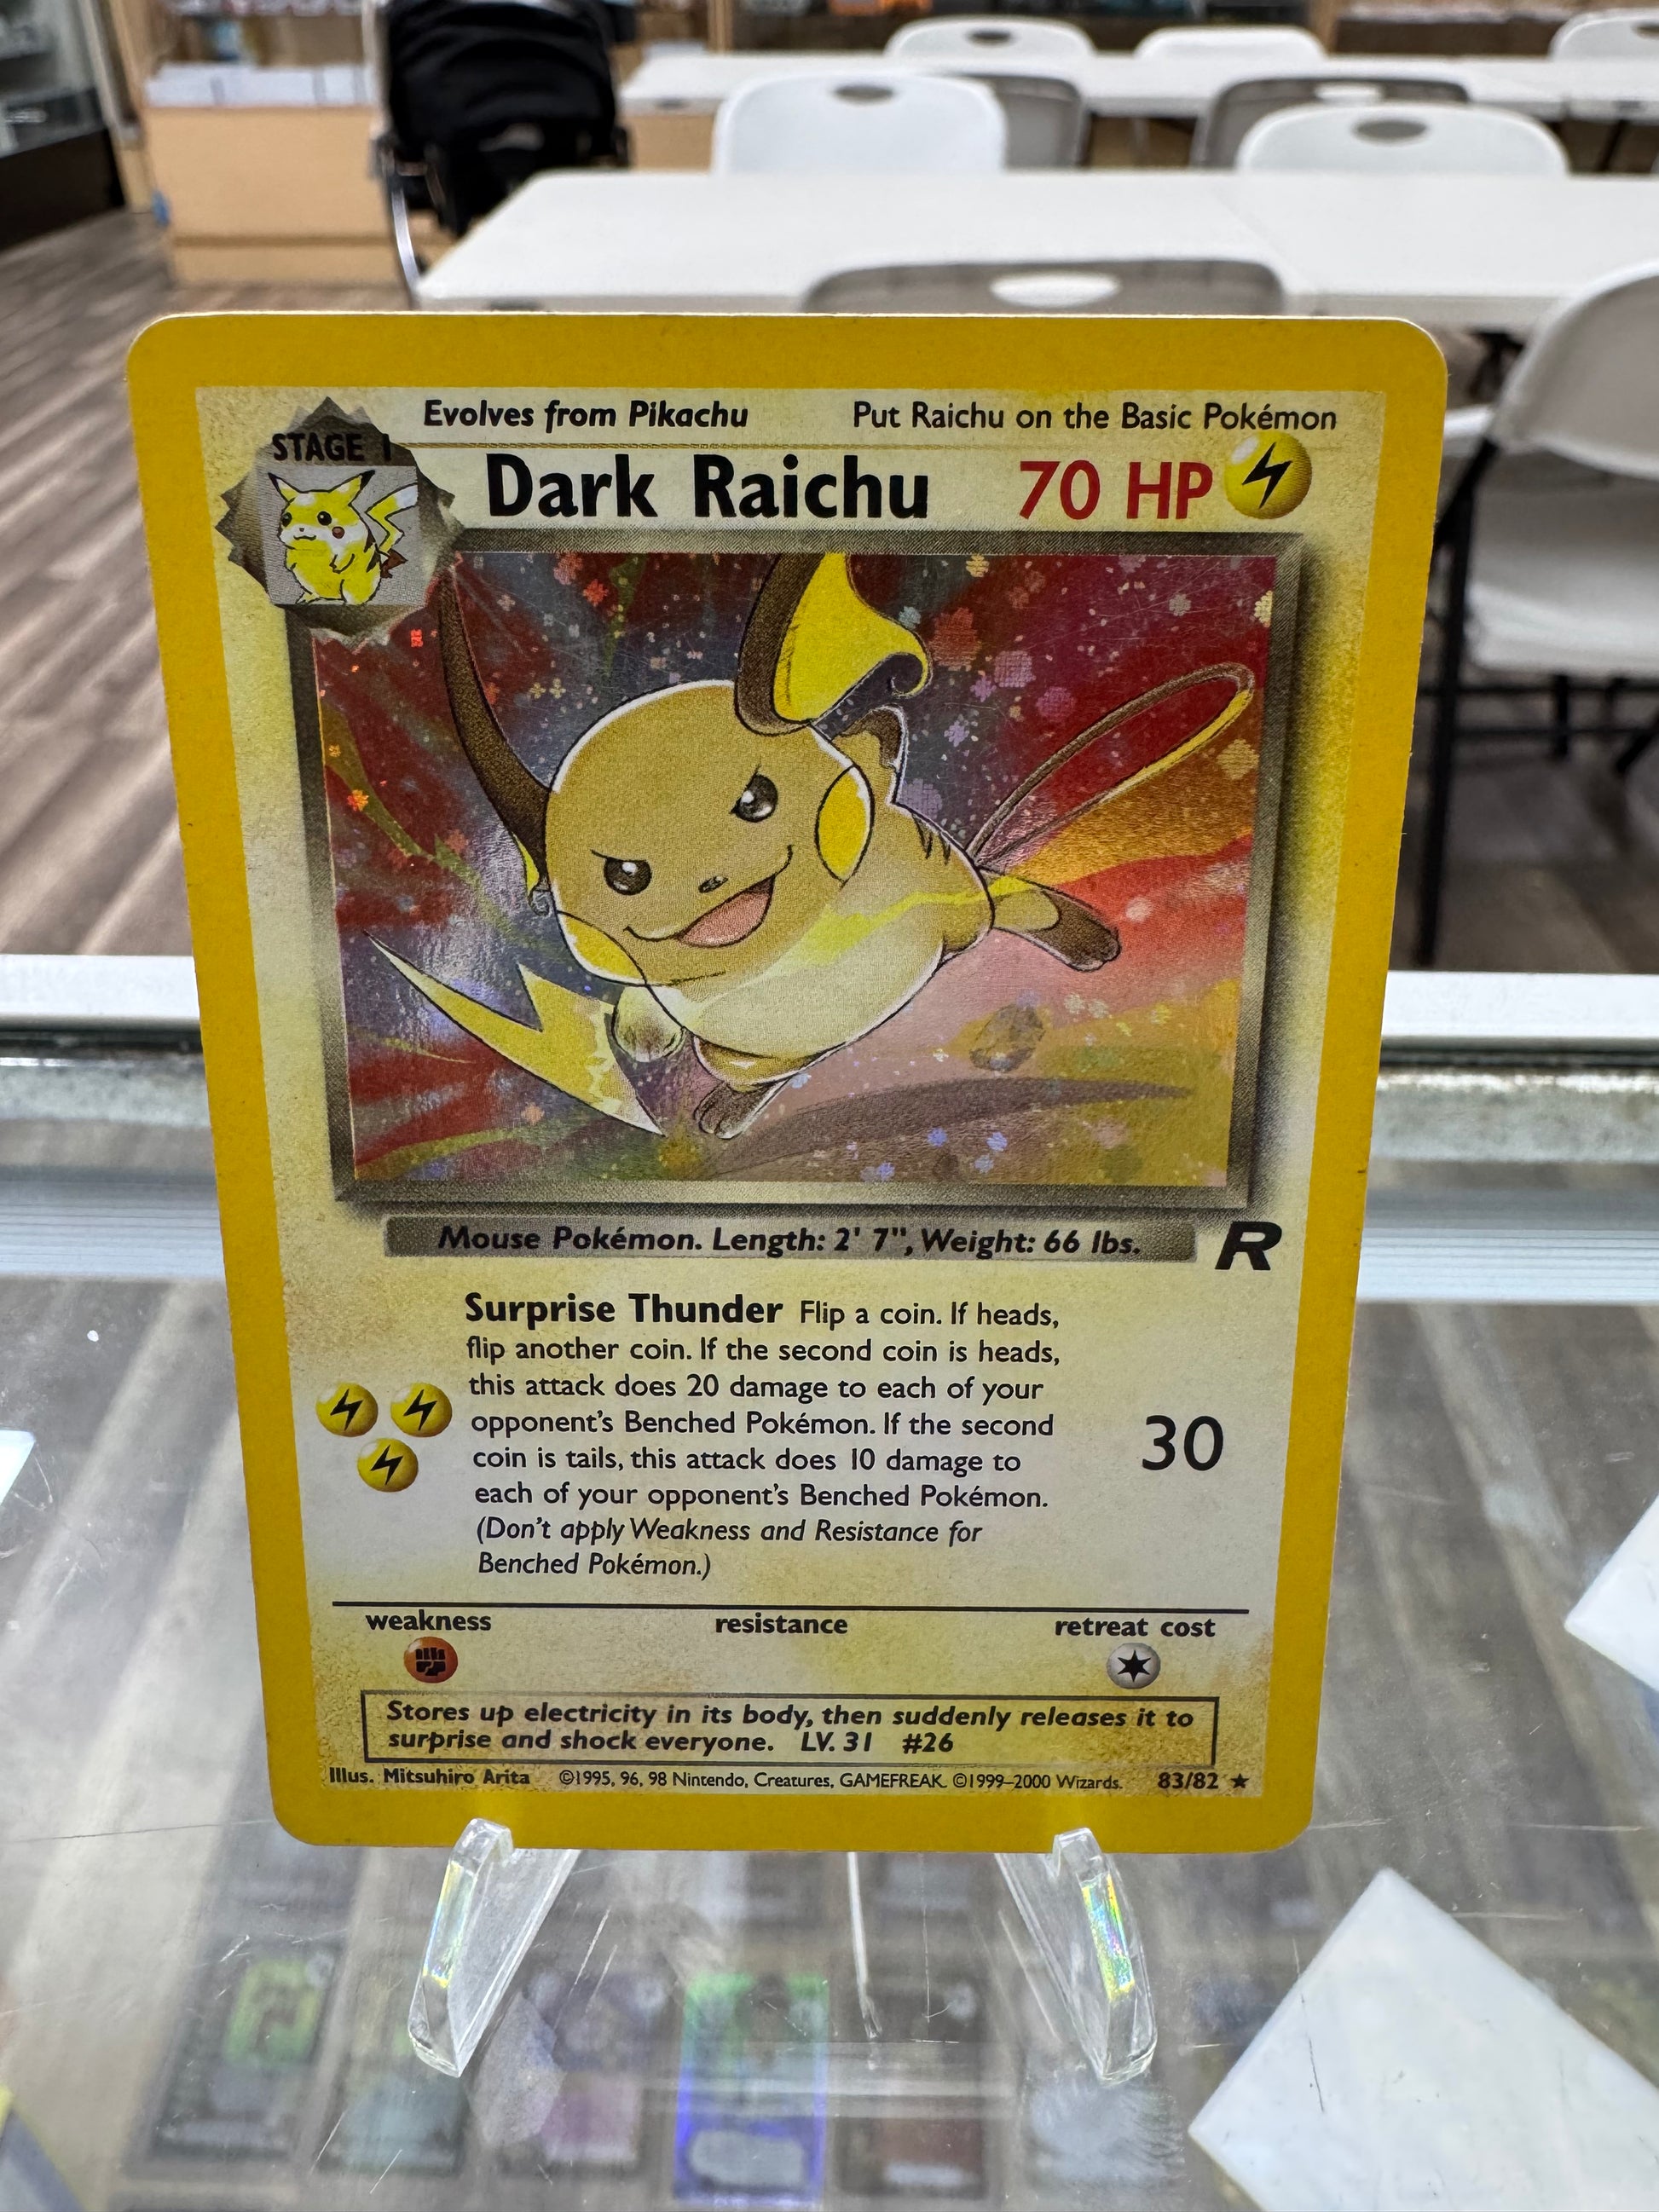 Evolves from Pikachu Put Raichu on the Basic Pokémon
STAGE 1
Dark Raichu 70 HP
Mouse Pokémon. Length: 2' 7", Weight: 66 lbs.
R
Surprise Thunder Flip a coin. If heads,
flip another coin. If the second coin is heads,
this attack does 20 damage to each of your
opponent's Benched Pokémon. If the second
coin is tails, this attack does 10 damage to
each of your opponent's Benched Pokémon.
(Don't apply Weakness and Resistance for
Benched Pokémon.)
30
weakness resistance retreat cost
Stores up electricity in its body, then suddenly releases it to
surprise and shock everyone. LV. 31 #26
Illus. Mitsuhiro Arita ©1995, 96, 98 Nintendo, Creatures, GAMEFREAK. ©1999–2000 Wizards. 83/82 ★